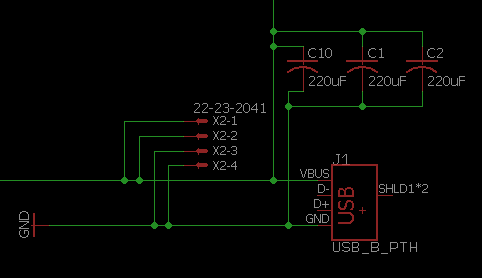 C10
C1
C2
220uF
220uF
220uF
22-23-2041
X2-1
X2-2
X2-3
X2-4
J1
VBUS
D-
D+
GND
USB
+
SHLD1*2
USB_B_PTH
GND